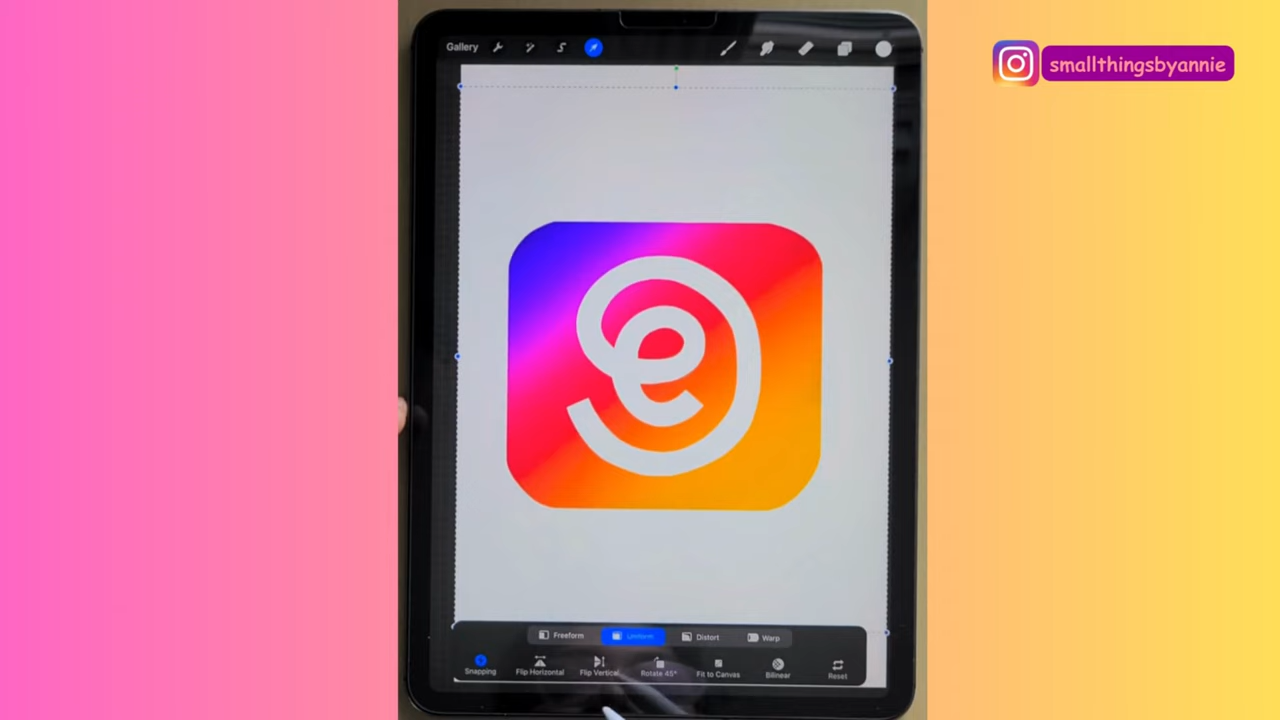 Gallery
smallthingsbyannie
Freeform
Uniform
Distort
Warp
Snapping
Flip Horizontal
Flip Vertical
Rotate 45°
Fit to Canvas
Bilinear
Reset